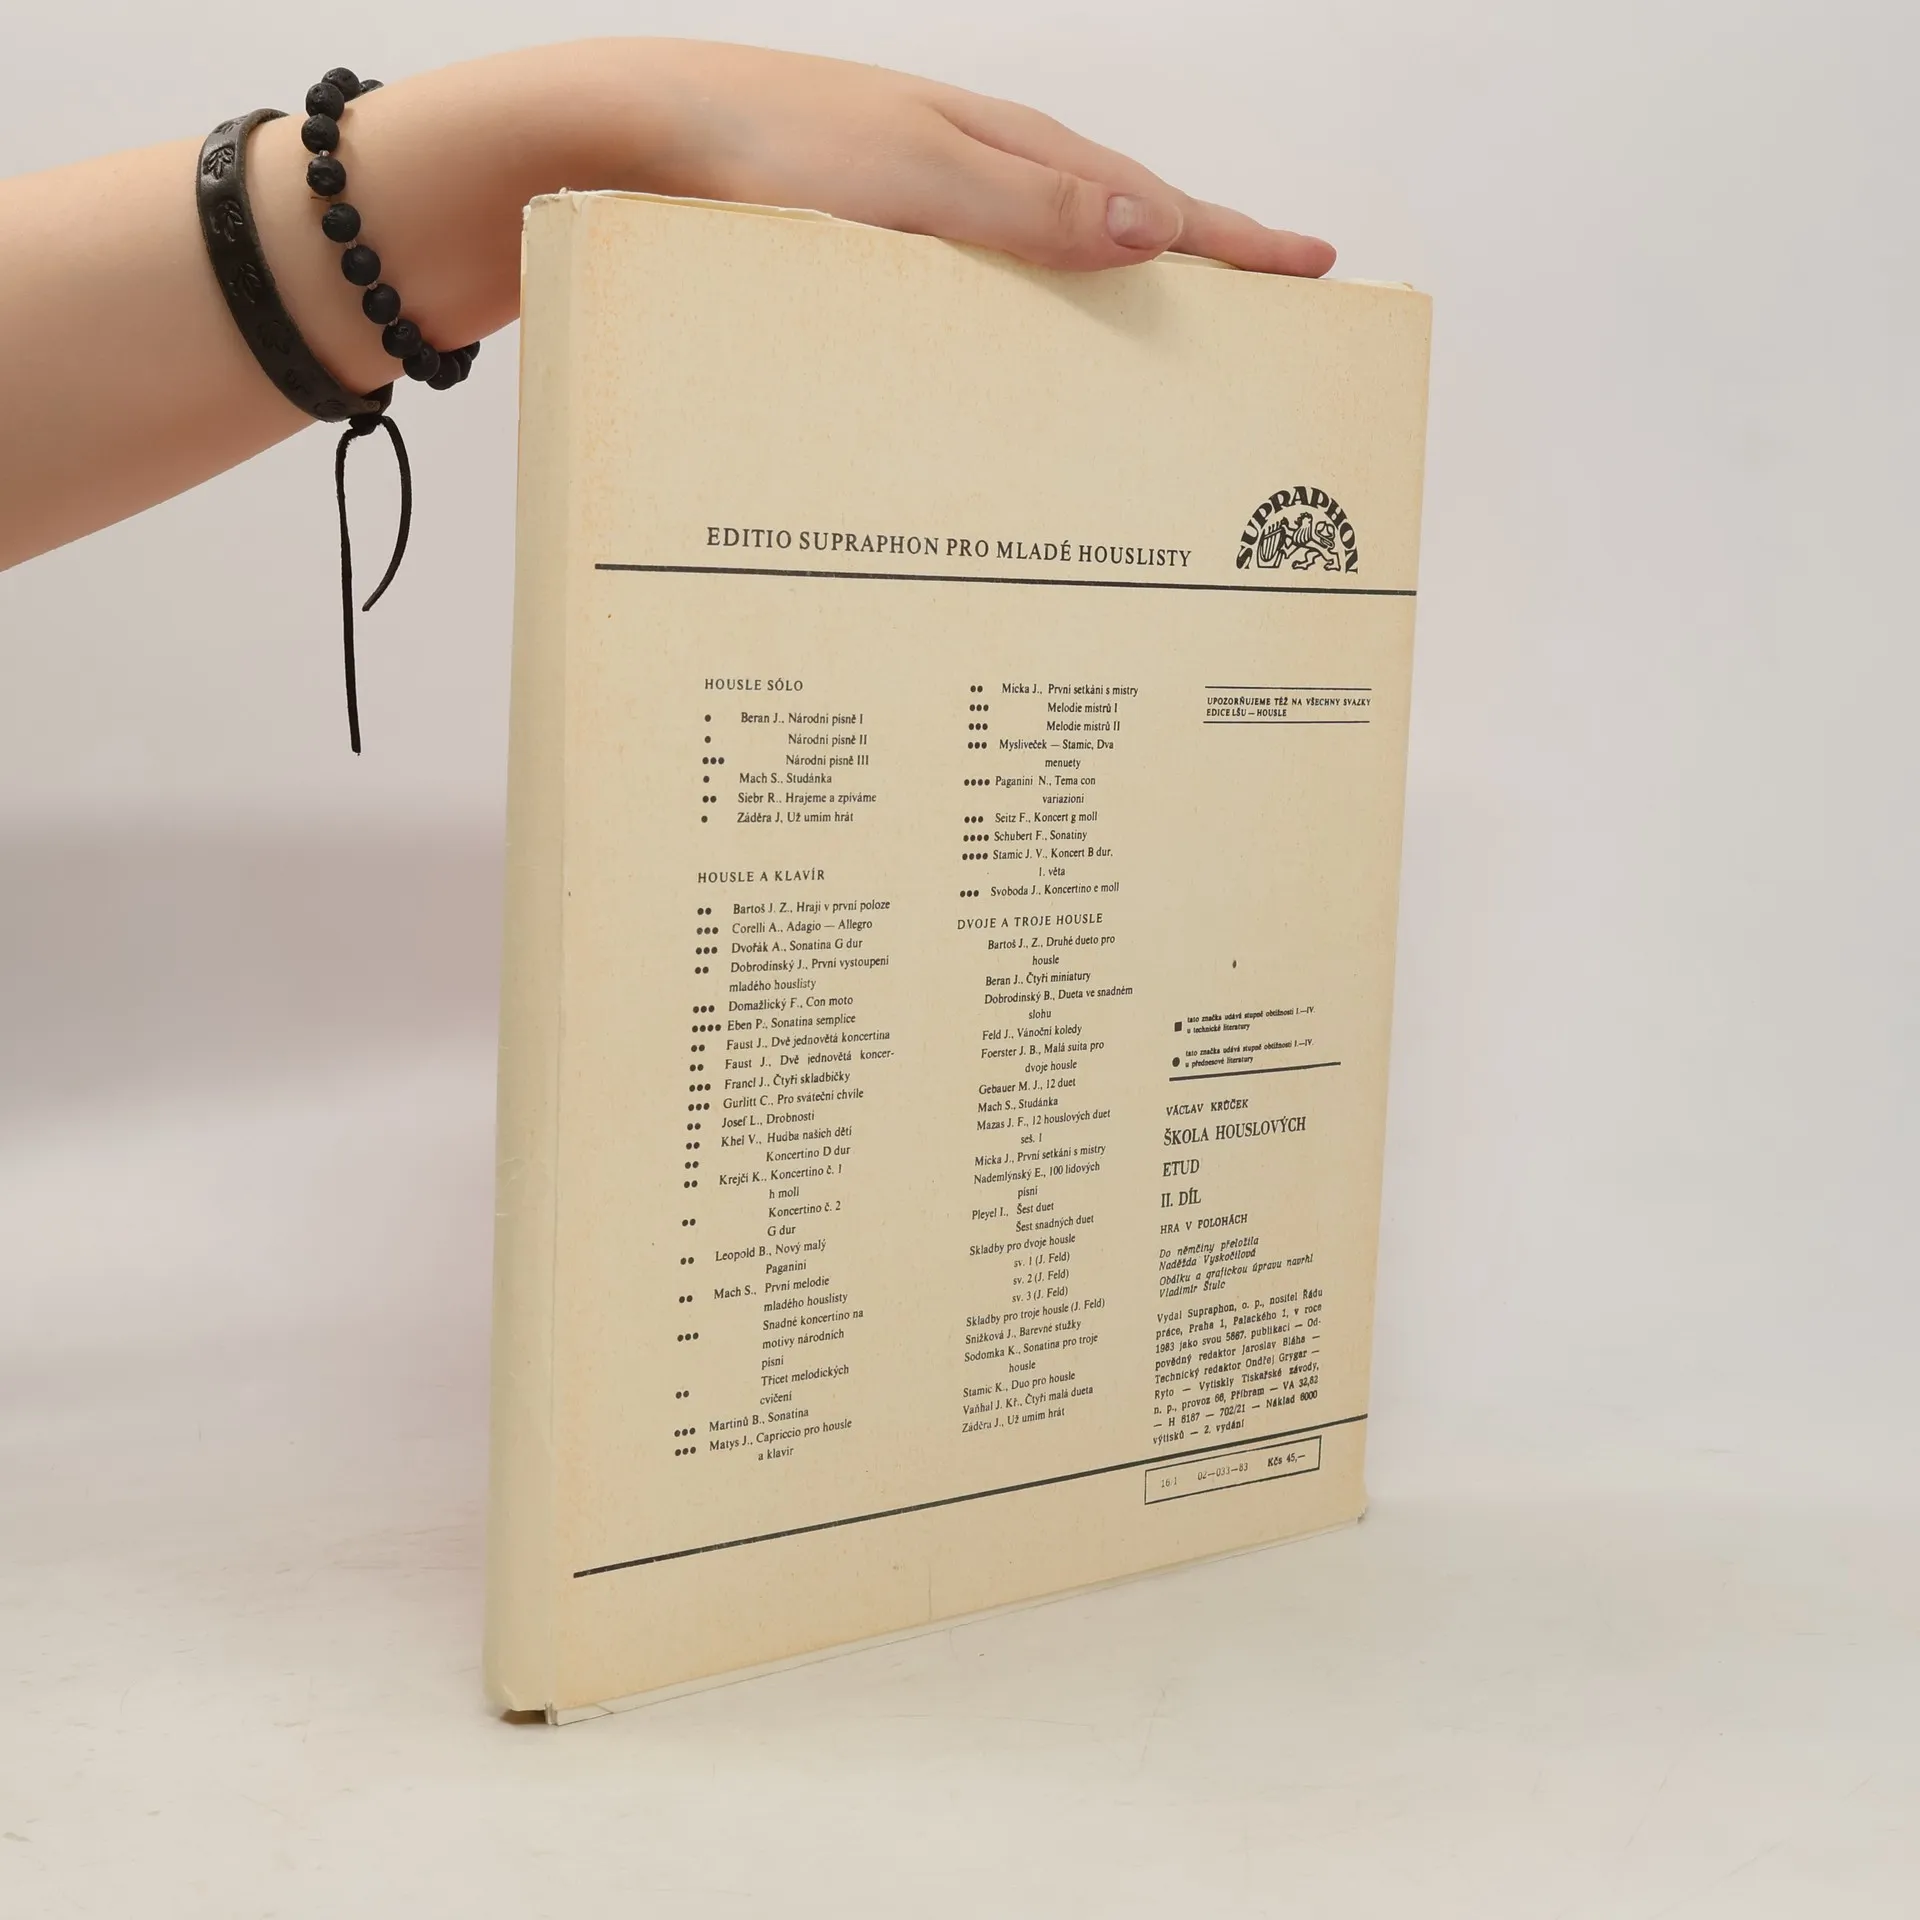 EDITIO SUPRAPHON PRO MLADÉ HOUSLISTY
SUPRAPHON
HOUSLE SÓLO
Beran J., Národní písně I
Národní písně II
Národní písně III
Mach S., Studánka
Siebr R., Hrajeme a zpíváme
Záděra J, Už umím hrát
HOUSLE A KLAVÍR
Bartoš J. Z., Hraji v první poloze
Corelli A., Adagio — Allegro
Dvořák A., Sonatina G dur
Dobrodinský J., První vystoupení
mladého houslisty
Domažlický F., Con moto
Eben P., Sonatina semplice
Faust J., Dvě jednovětá koncertina
Faust J., Dvě jednovětá koncer-
Francl J., Čtyři skladbičky
Gurlitt C., Pro sváteční chvíle
Josef L., Drobnosti
Khel V., Hudba našich dětí
Koncertino D dur
Krejčí K., Koncertino č. 1
h moll
Koncertino č. 2
G dur
Leopold B., Nový malý
Paganini
Mach S., První melodie
mladého houslisty
Snadné koncertino na
motivy národních
písní
Třicet melodických
cvičení
Martinů B., Sonatina
Matys J., Capriccio pro housle
a klavír
Micka J., První setkání s mistry
Melodie mistrů I
Melodie mistrů II
Mysliveček — Stamic, Dva
menuety
Paganini N., Tema con
variazioni
Seitz F., Koncert g moll
Schubert F., Sonatiny
Stamic J. V., Koncert B dur,
1. věta
Svoboda J., Koncertino e moll
DVOJE A TROJE HOUSLE
Bartoš J., Z., Druhé dueto pro
housle
Beran J., Čtyři miniatury
Dobrodinský B., Dueta ve snadném
slohu
Feld J., Vánoční koledy
Foerster J. B., Malá suita pro
dvoje housle
Gebauer M. J., 12 duet
Mach S., Studánka
Mazas J. F., 12 houslových duet
seš. 1
Micka J., První setkání s mistry
Nademlýnský E., 100 lidových
písní
Pleyel I., Šest duet
Šest snadných duet
Skladby pro dvoje housle
sv. 1 (J. Feld)
sv. 2 (J. Feld)
sv. 3 (J. Feld)
Skladby pro troje housle (J. Feld)
Snížková J., Barevné stužky
Sodomka K., Sonatina pro troje
housle
Stamic K., Duo pro housle
Vaňhal J. Kř., Čtyři malá dueta
Záděra J., Už umím hrát
UPOZORŇUJEME TÉŽ NA VŠECHNY SVAZKY
EDICE LŠU — HOUSLE
tato značka udává stupně obtížnosti I.—IV.
u technické literatury
tato značka udává stupně obtížnosti I.—IV.
u přednesové literatury
VÁCLAV KRŮČEK
ŠKOLA HOUSLOVÝCH
ETUD
II. DÍL
HRA V POLOHÁCH
Do němčiny přeložila
Naděžda Vyskočilová
Obálku a grafickou úpravu navrhl
Vladimír Štulc
Vydal Supraphon, o. p., nositel Řádu
práce, Praha 1, Palackého 1, v roce
1983 jako svou 5867. publikaci — Od-
povědný redaktor Jaroslav Bláha —
Technický redaktor Ondřej Grygar —
Ryto — Vytiskly Tiskařské závody,
n. p., provoz 66, Příbram — VA 32,82
— H 6187 — 702/21 — Náklad 6000
výtisků — 2. vydání
16/1 02—033—83 Kčs 45,—